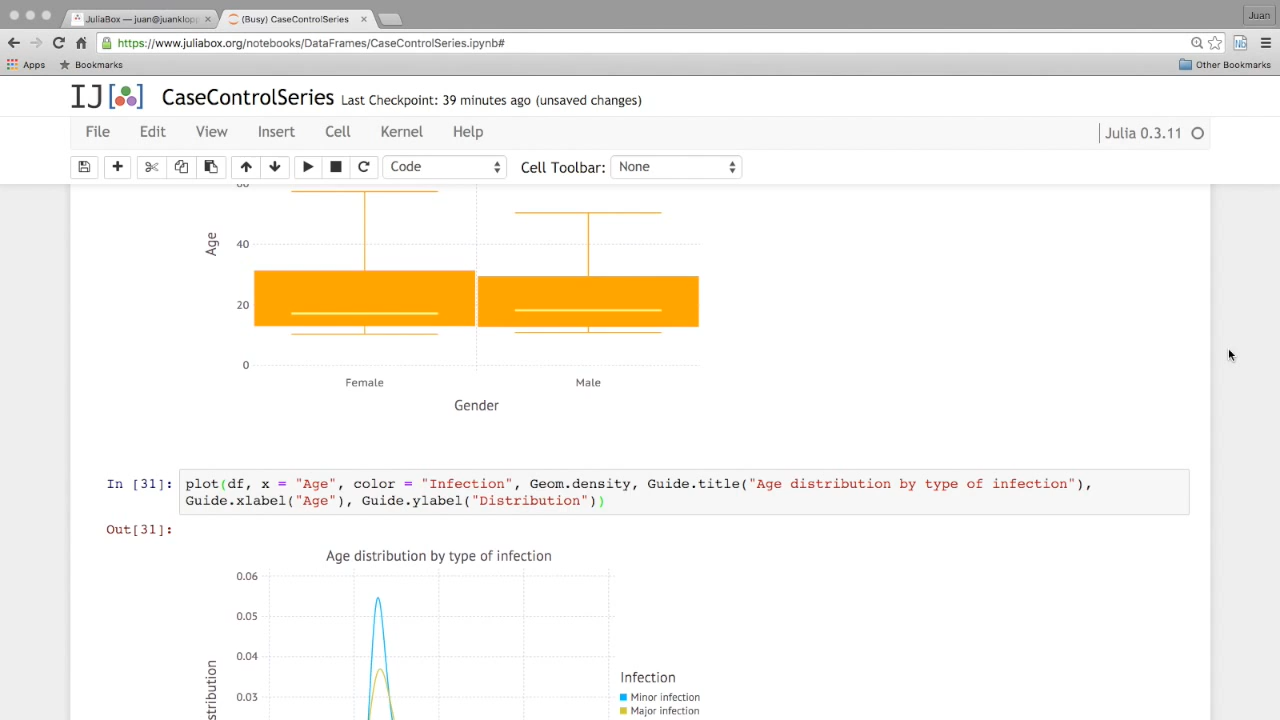 JuliaBox — juan@juanklopp
(Busy) CaseControlSeries
Juan
https://www.juliabox.org/notebooks/DataFrames/CaseControlSeries.ipynb#
Apps
Bookmarks
Other Bookmarks
IJ
CaseControlSeries Last Checkpoint: 39 minutes ago (unsaved changes)
File Edit View Insert Cell Kernel Help
Julia 0.3.11
Code
Cell Toolbar: None
Age
40
20
0
Female
Male
Gender
In [31]:
plot(df, x = "Age", color = "Infection", Geom.density, Guide.title("Age distribution by type of infection"),
Guide.xlabel("Age"), Guide.ylabel("Distribution"))
Out[31]:
Age distribution by type of infection
0.06
0.05
0.04
0.03
stribution
Infection
Minor infection
Major infection